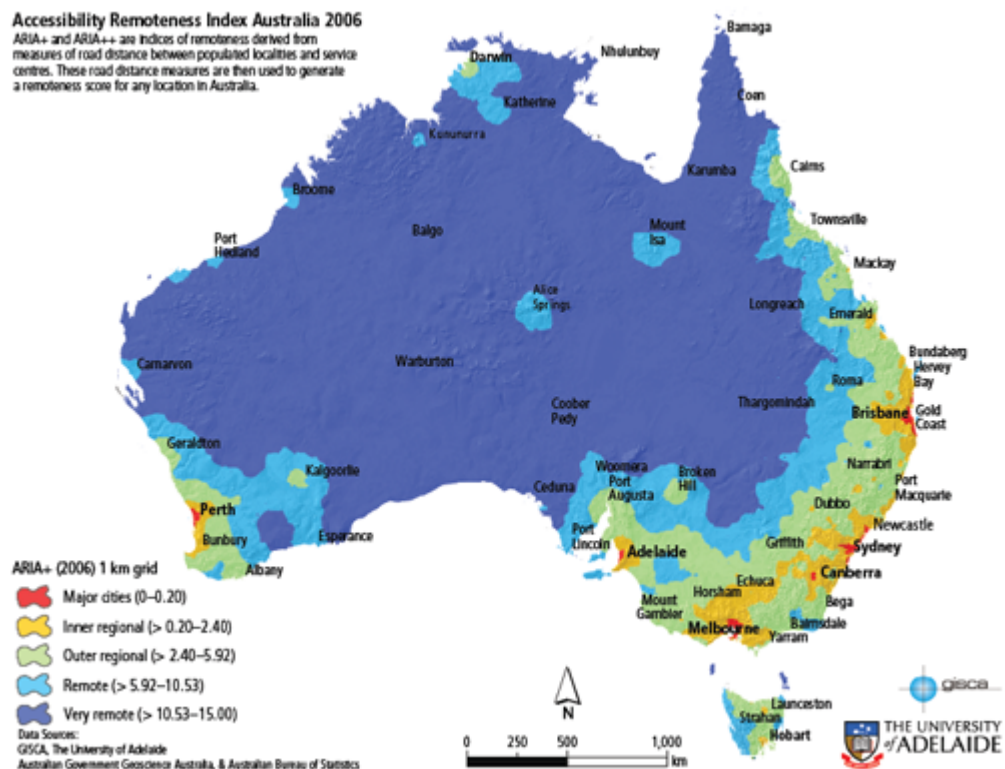 Accessibility Remoteness Index Australia 2006
ARIA+ and ARIA++ are indices of remoteness derived from
measures of road distance between populated localities and service
centres. These road distance measures are then used to generate
a remoteness score for any location in Australia.
Bamaga
Nhulunbuy
Darwin
Coen
Katherine
Kununurra
Cairns
Karumba
Broome
Townsville
Balgo
Mount
Isa
Port
Hedland
Mackay
Alice
Springs
Longreach
Emerald
Bundaberg
Hervey
Bay
Carnarvon
Warburton
Roma
Coober
Pedy
Thargomindah
Brisbane
Gold
Coast
Geraldton
Kalgoorlie
Woomera
Broken
Hill
Narrabri
Ceduna
Port
Augusta
Port
Macquarie
Dubbo
Perth
Newcastle
Bunbury
Esperance
Port
Lincoln
Griffith
Sydney
Adelaide
Albany
Echuca
Canberra
Horsham
Mount
Gambier
Bega
Melbourne
Bairnsdale
Yarram
ARIA+ (2006) 1 km grid
Major cities (0–0.20)
Inner regional (> 0.20–2.40)
Outer regional (> 2.40–5.92)
Remote (> 5.92–10.53)
Very remote (> 10.53–15.00)
Data Sources:
GISCA, The University of Adelaide
Australian Government Geoscience Australia, & Australian Bureau of Statistics
N
0 250 500 1,000
km
Launceston
Strahan
Hobart
gisca
THE UNIVERSITY
of ADELAIDE